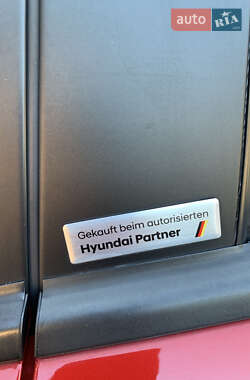 auto RIA
Gekauft beim autorisierten
Hyundai Partner